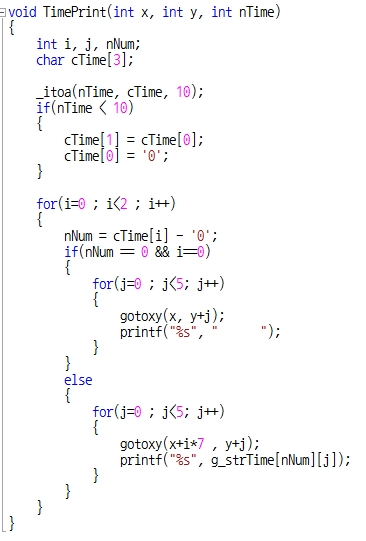 void TimePrint(int x, int y, int nTime)
{
    int i, j, nNum;
    char cTime[3];

    _itoa(nTime, cTime, 10);
    if(nTime < 10)
    {
        cTime[1] = cTime[0];
        cTime[0] = '0';
    }

    for(i=0 ; i<2 ; i++)
    {
        nNum = cTime[i] - '0';
        if(nNum == 0 && i==0)
        {
            for(j=0 ; j<5; j++)
            {
                gotoxy(x, y+j);
                printf("%s", "      ");
            }
        }
        else
        {
            for(j=0 ; j<5; j++)
            {
                gotoxy(x+i*7 , y+j);
                printf("%s", g_strTime[nNum][j]);
            }
        }
    }
}